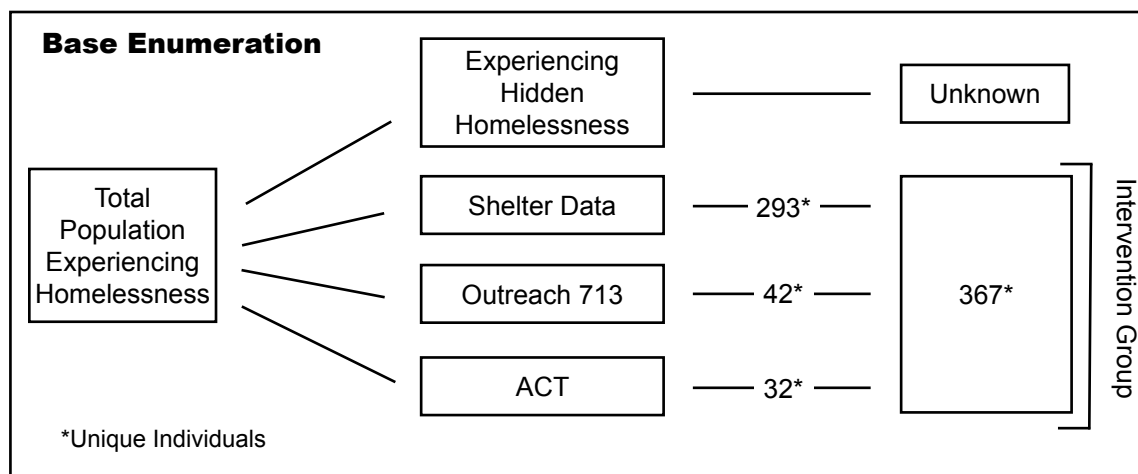 Base Enumeration
Experiencing
Hidden
Homelessness
Unknown
Total
Population
Experiencing
Homelessness
Shelter Data
293*
Outreach 713
42*
367*
ACT
32*
Intervention Group
*Unique Individuals